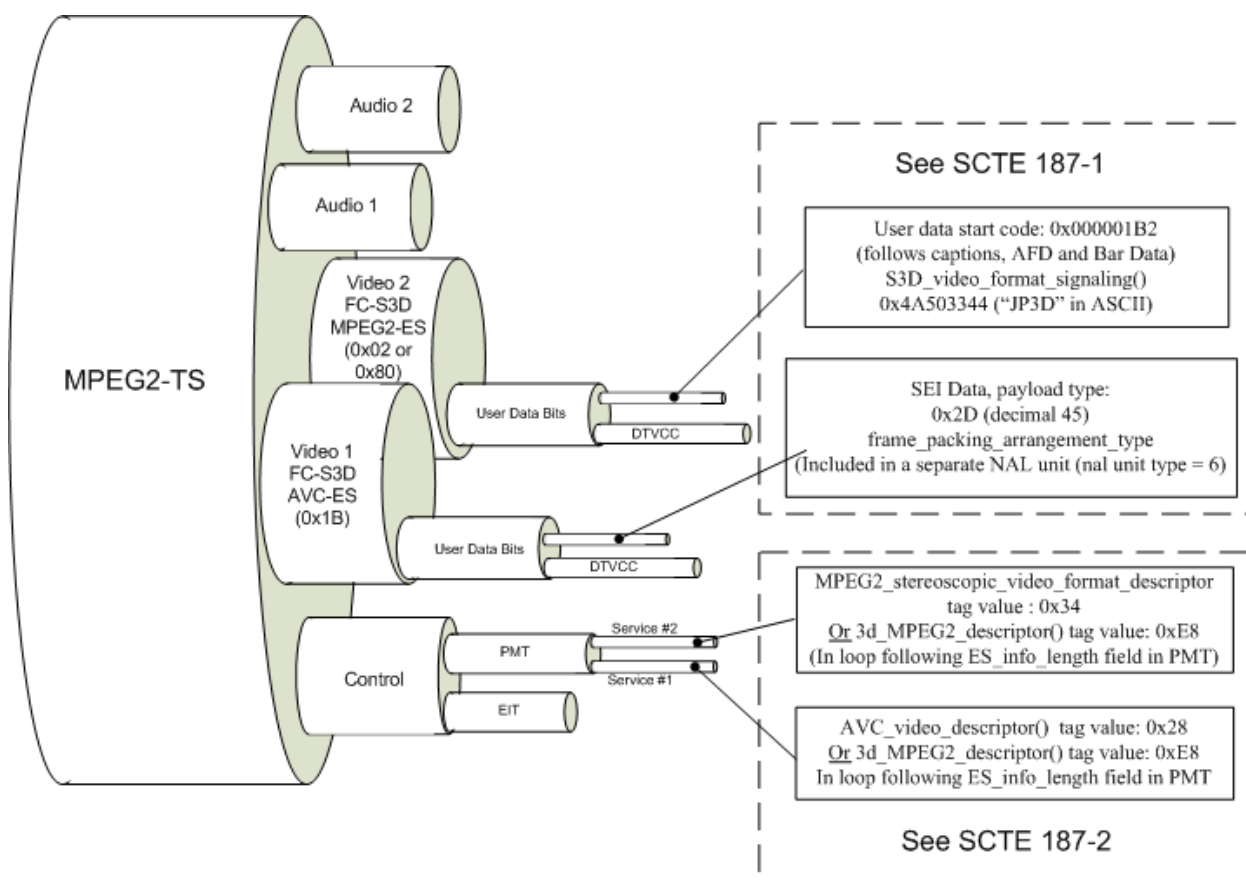 Audio 2
Audio 1
Video 2
FC-S3D
MPEG2-ES
(0x02 or
0x80)
MPEG2-TS
User Data Bits
DTVCC
Video 1
FC-S3D
AVC-ES
(0x1B)
User Data Bits
DTVCC
Control
PMT
Service #2
Service #1
EIT
See SCTE 187-1
User data start code: 0x000001B2
(follows captions, AFD and Bar Data)
S3D_video_format_signaling()
0x4A503344 (“JP3D” in ASCII)
SEI Data, payload type:
0x2D (decimal 45)
frame_packing_arrangement_type
(Included in a separate NAL unit (nal unit type = 6)
MPEG2_stereoscopic_video_format_descriptor
tag value : 0x34
Or 3d_MPEG2_descriptor() tag value: 0xE8
(In loop following ES_info_length field in PMT)
AVC_video_descriptor() tag value: 0x28
Or 3d_MPEG2_descriptor() tag value: 0xE8
In loop following ES_info_length field in PMT
See SCTE 187-2